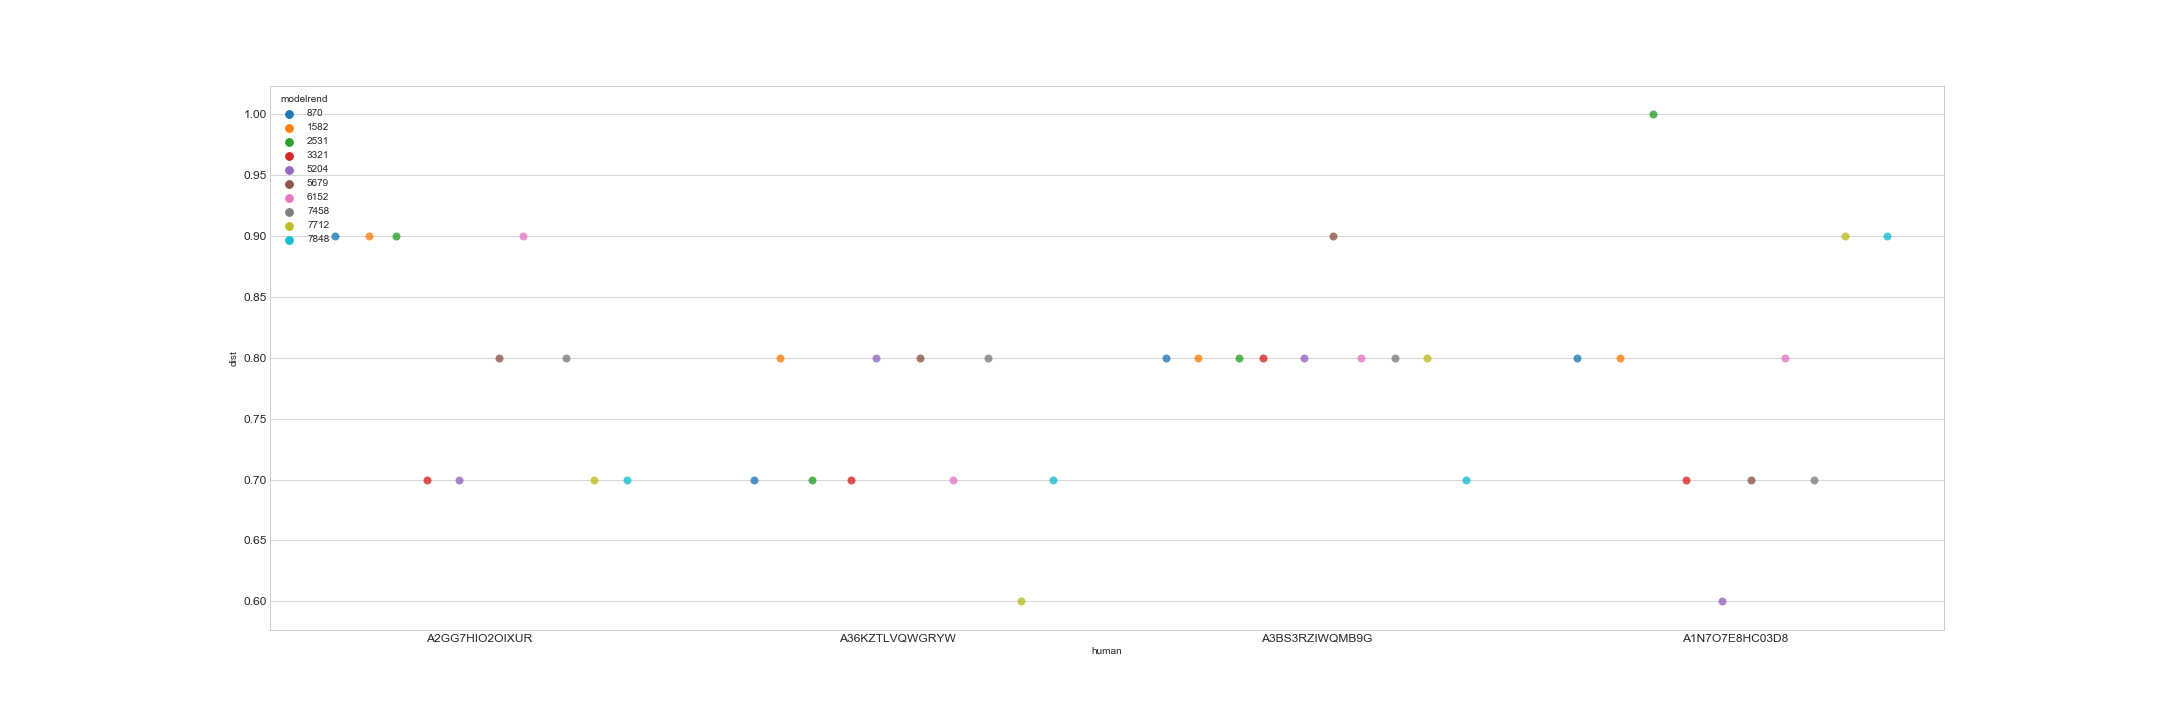 modelrend
870
1582
2531
3321
5204
5679
6152
7458
7712
7848
1.00
0.95
0.90
0.85
0.80
0.75
0.70
0.65
0.60
dist
A2GG7HIO2OIXUR
A36KZTLVQWGRYW
A3BS3RZIWQMB9G
A1N7O7E8HC03D8
human